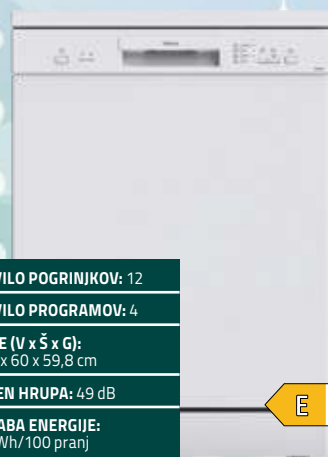 VILO POGRINJKOV: 12
VILO PROGRAMOV: 4
E (V x Š x G):
x 60 x 59,8 cm
EN HRUPA: 49 dB
ABA ENERGIJE:
Wh/100 pranj
E